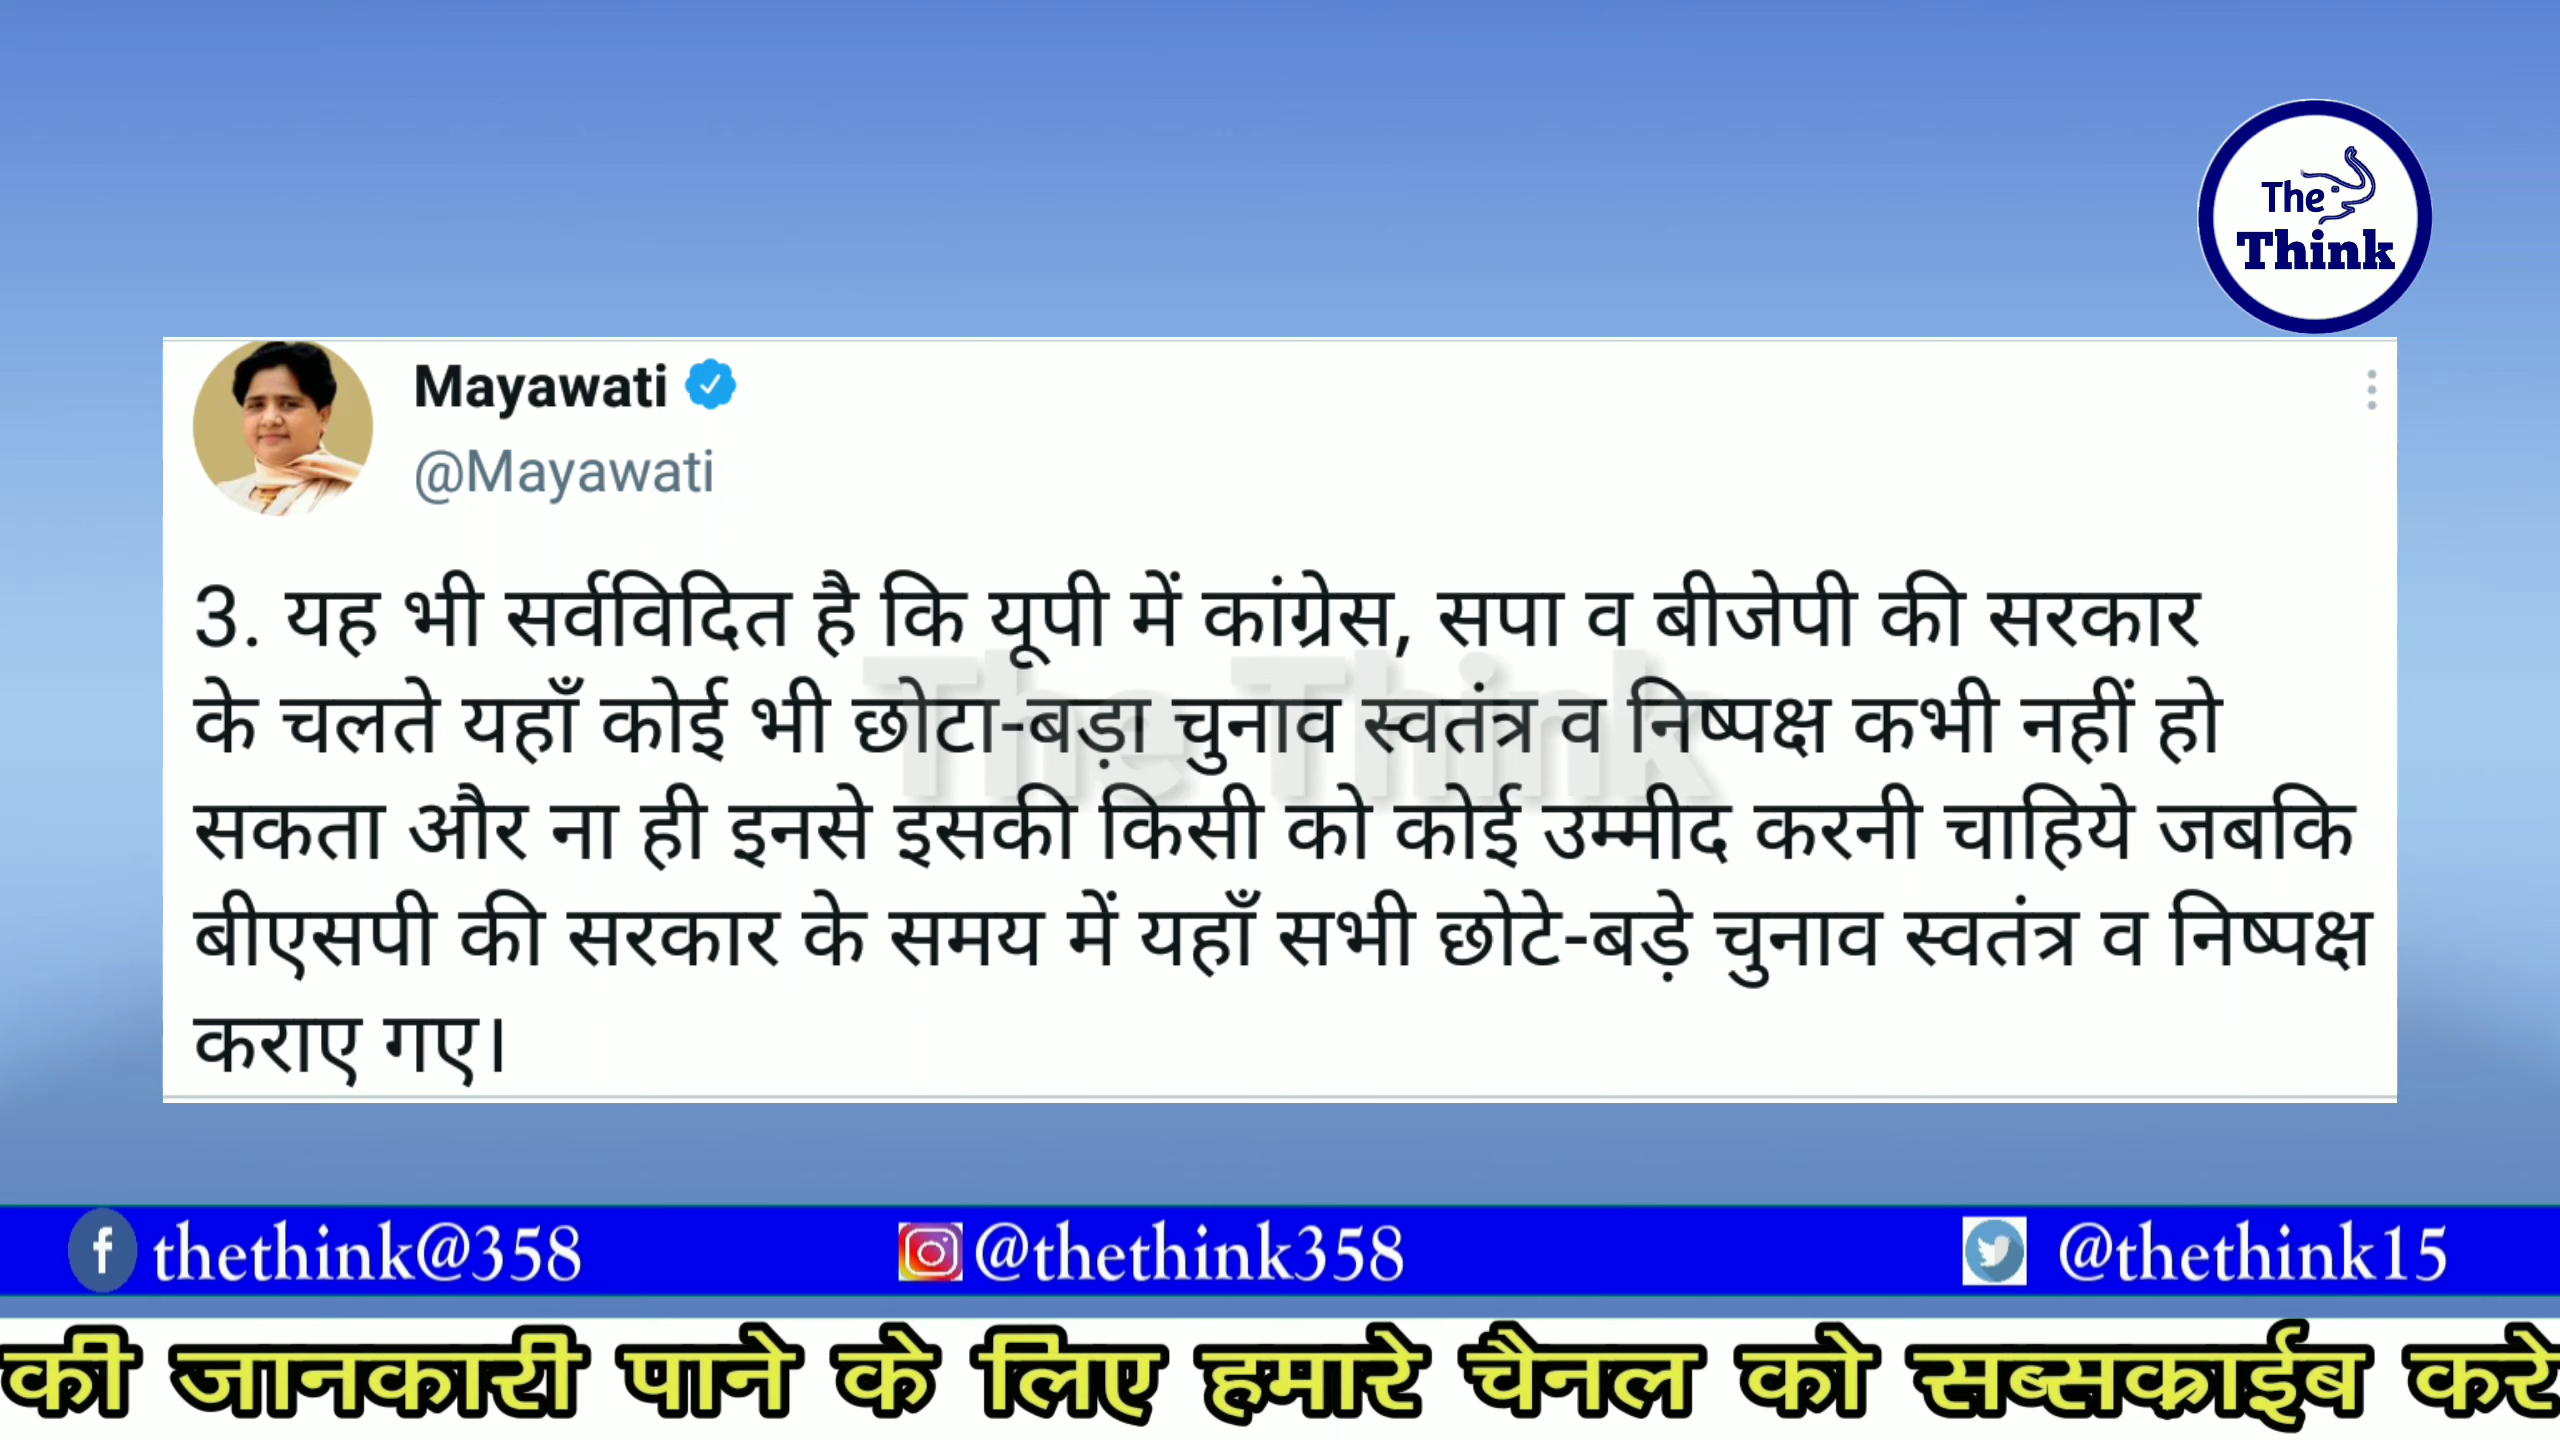 The
Think
Mayawati
@Mayawati
3. यह भी सर्वविदित है कि यूपी में कांग्रेस, सपा व बीजेपी की सरकार
के चलते यहाँ कोई भी छोटा-बड़ा चुनाव स्वतंत्र व निष्पक्ष कभी नहीं हो
सकता और ना ही इनसे इसकी किसी को कोई उम्मीद करनी चाहिये जबकि
बीएसपी की सरकार के समय में यहाँ सभी छोटे-बड़े चुनाव स्वतंत्र व निष्पक्ष
कराए गए।
The Think
thethink@358 @thethink358 @thethink15
की जानकारी पाने के लिए हमारे चैनल को सब्सक्राईब करे